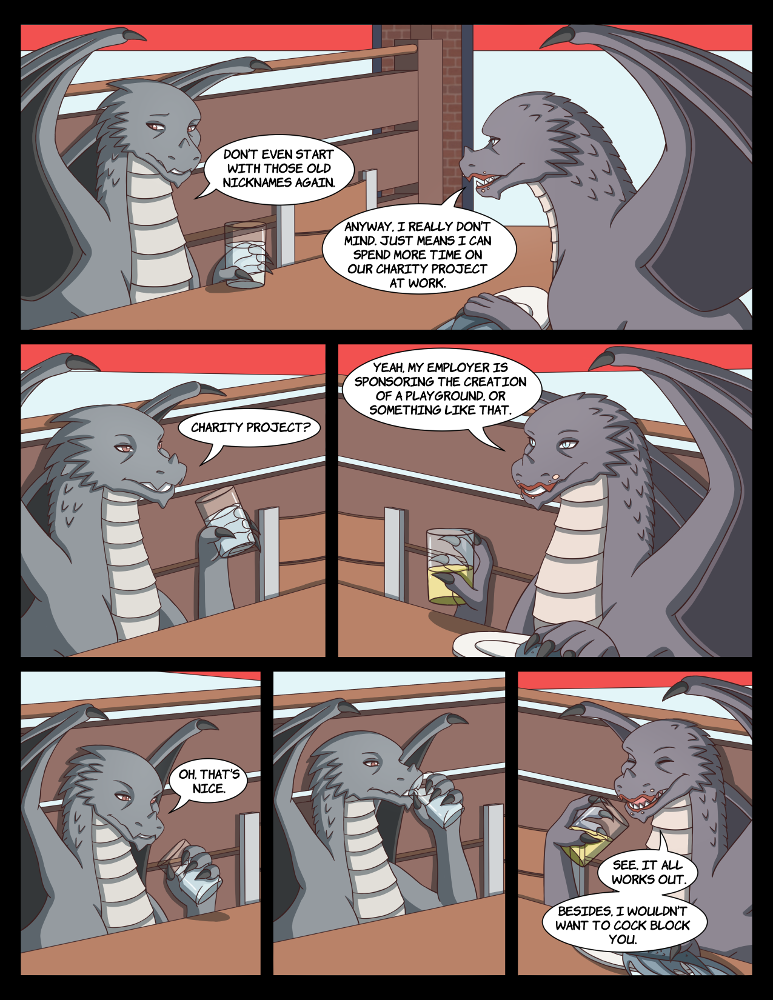 DON'T EVEN START
WITH THOSE OLD
NICKNAMES AGAIN.
ANYWAY, I REALLY DON'T
MIND. JUST MEANS I CAN
SPEND MORE TIME ON
OUR CHARITY PROJECT
AT WORK.
CHARITY PROJECT?
YEAH, MY EMPLOYER IS
SPONSORING THE CREATION
OF A PLAYGROUND, OR
SOMETHING LIKE THAT.
OH, THAT'S
NICE.
SEE, IT ALL
WORKS OUT.
BESIDES, I WOULDN'T
WANT TO COCK BLOCK
YOU.